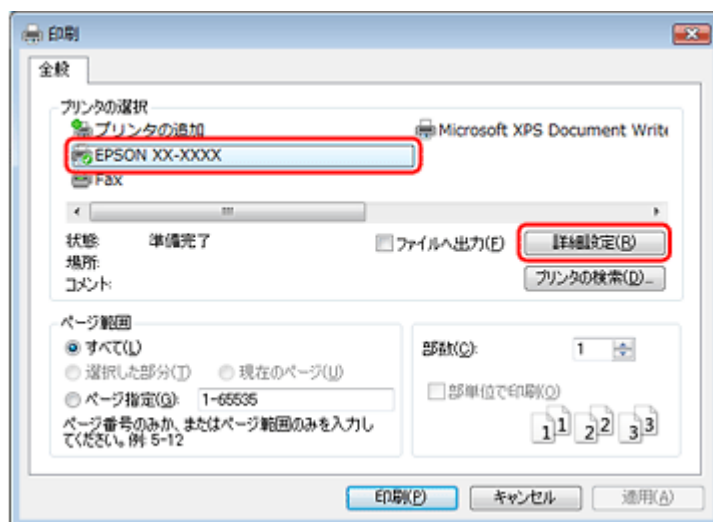 印刷
全般
プリンタの選択
プリンタの追加
Microsoft XPS Document Write
EPSON XX-XXXX
Fax
状態: 準備完了
ファイルへ出力(F)
詳細設定(R)
場所:
コメント:
プリンタの検索(D)...
ページ範囲
すべて(L)
選択した部分(T) 現在のページ(U)
ページ指定(G): 1-65535
ページ番号のみか、またはページ範囲のみを入力し
てください。例: 5-12
部数(C): 1
部単位で印刷(O)
1 1 2 2 3 3
印刷(P) キャンセル 適用(A)